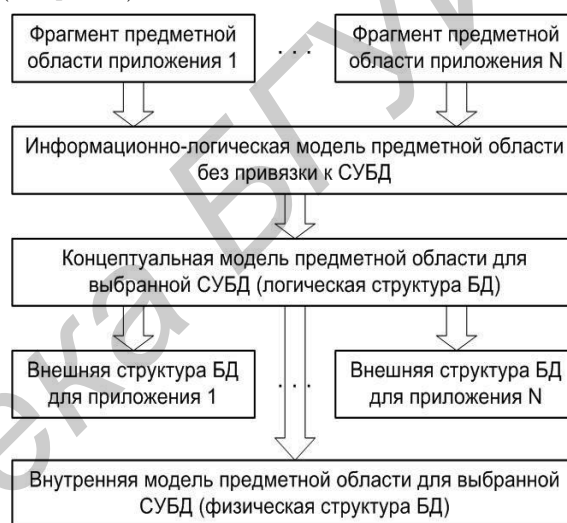 Фрагмент предметной
области приложения 1
. . .
Фрагмент предметной
области приложения N
Информационно-логическая модель предметной области
без привязки к СУБД
Концептуальная модель предметной области для
выбранной СУБД (логическая структура БД)
Внешняя структура БД
для приложения 1
. . .
Внешняя структура БД
для приложения N
Внутренняя модель предметной области для выбранной
СУБД (физическая структура БД)
ека БГУИ